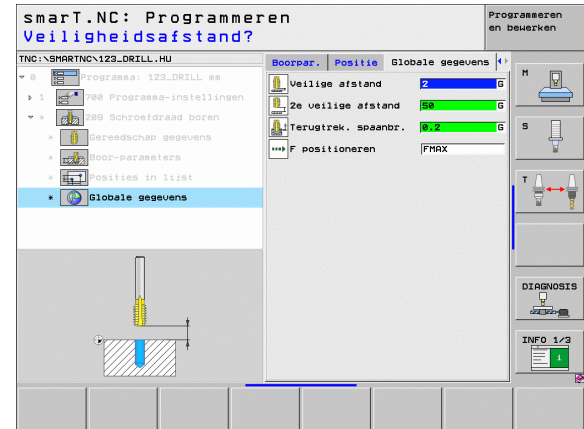 smarT.NC: Programmeren
Veiligheidsafstand?
Programmeren
en bewerken
TNC:\SMARTNC\123_DRILL.HU
0 Programma: 123_DRILL mm
1 700 Programma-instellingen
* 209 Schroefdraad boren
* Gereedschap gegevens
* Boor-parameters
* Posities in lijst
* Globale gegevens
Boorpar. Positie Globale gegevens
Veilige afstand 2 G
2e veilige afstand 50 G
Terugtrek. spaanbr. 0.2 G
F positioneren FMAX
M
S
T
DIAGNOSIS
INFO 1/3